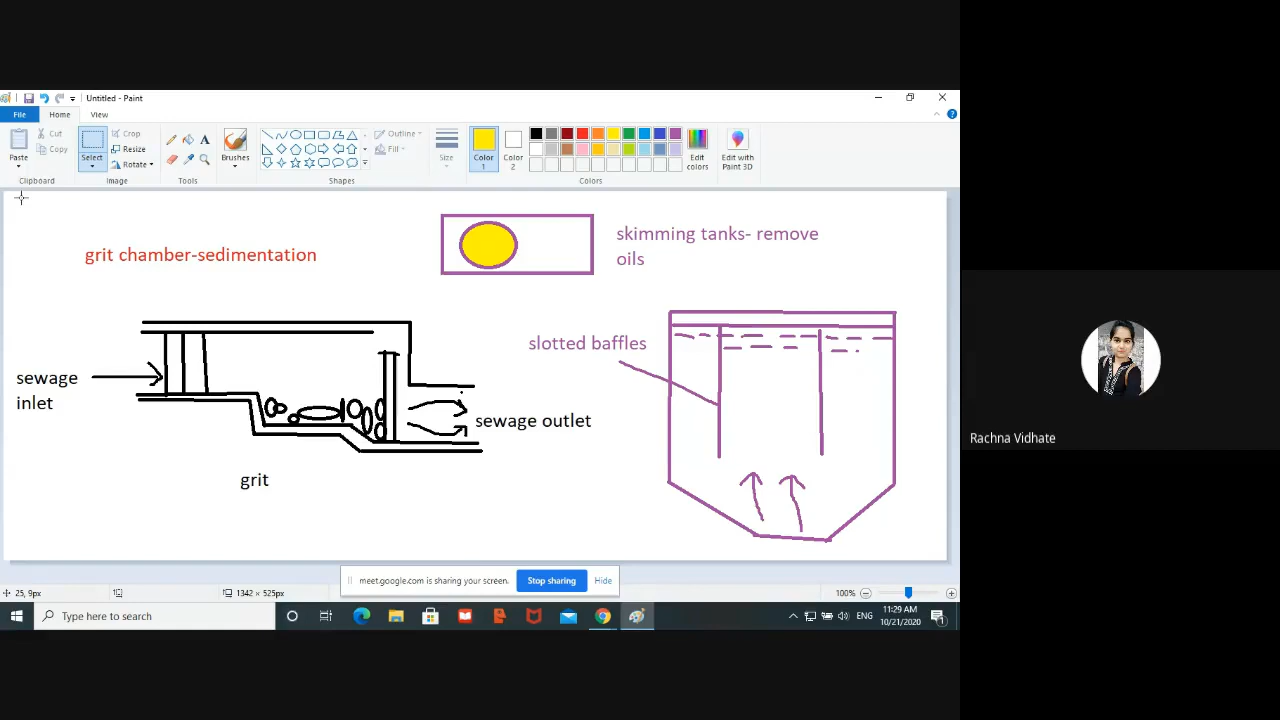 Untitled - Paint
File
Home
View
Paste
Cut
Copy
Clipboard
Select
Crop
Resize
Rotate
Image
Tools
Brushes
Shapes
Outline
Fill
Size
Color
1
Color
2
Edit
colors
Edit with
Paint 3D
Colors
grit chamber-sedimentation
skimming tanks- remove
oils
slotted baffles
sewage
inlet
sewage outlet
grit
Rachna Vidhate
meet.google.com is sharing your screen.
Stop sharing
Hide
25, 9px
1342 × 525px
100%
Type here to search
ENG
11:29 AM
10/21/2020
1